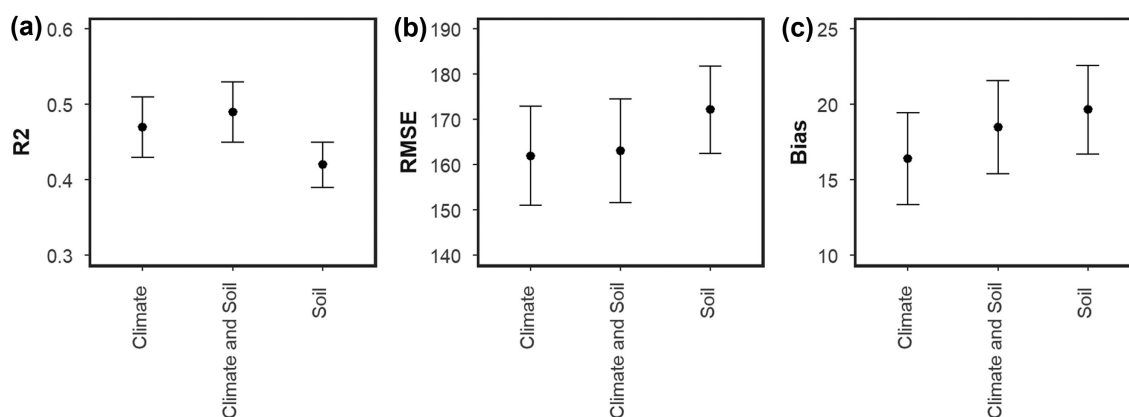 (a)
0.6
0.5
0.4
0.3
R2
Climate
Climate and Soil
Soil
(b)
190
180
170
160
150
140
RMSE
Climate
Climate and Soil
Soil
(c)
25
20
15
10
Bias
Climate
Climate and Soil
Soil